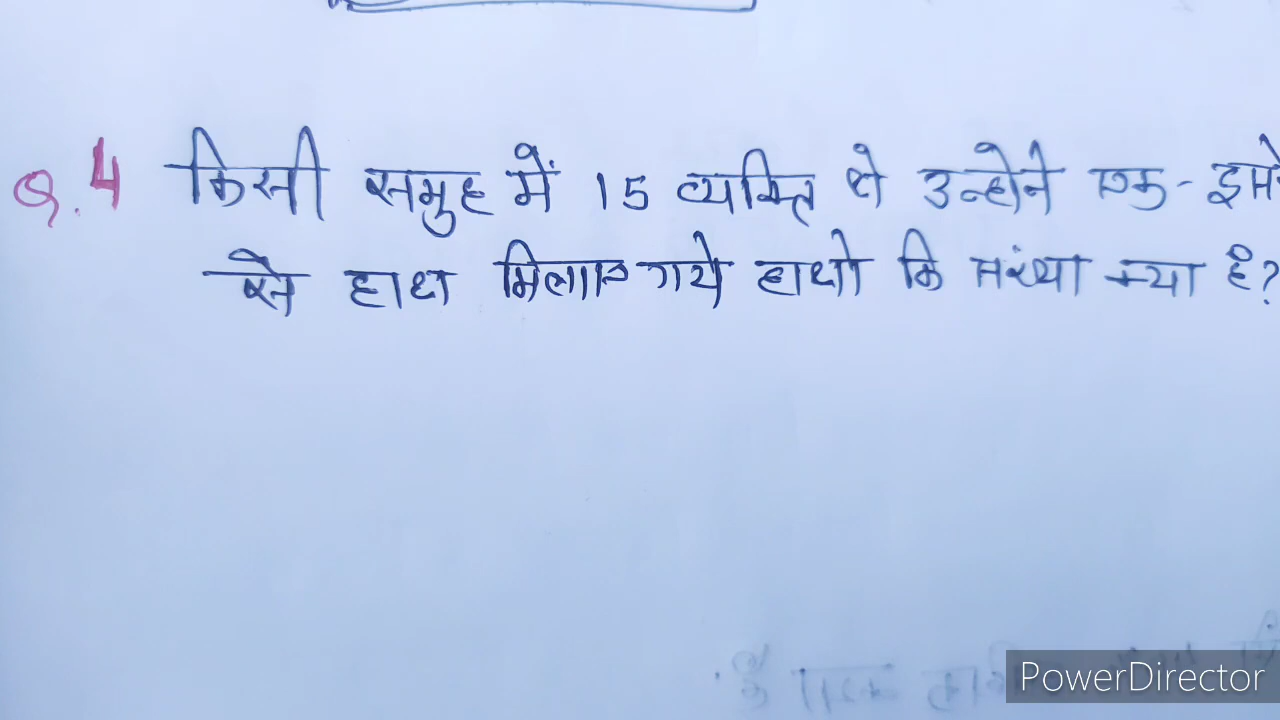 Q.4 किसी समुह में 15 व्यक्ति थे उन्होने एक-दूसरे
से हाथ मिलाए गये हाथो कि संख्या क्या है?
PowerDirector